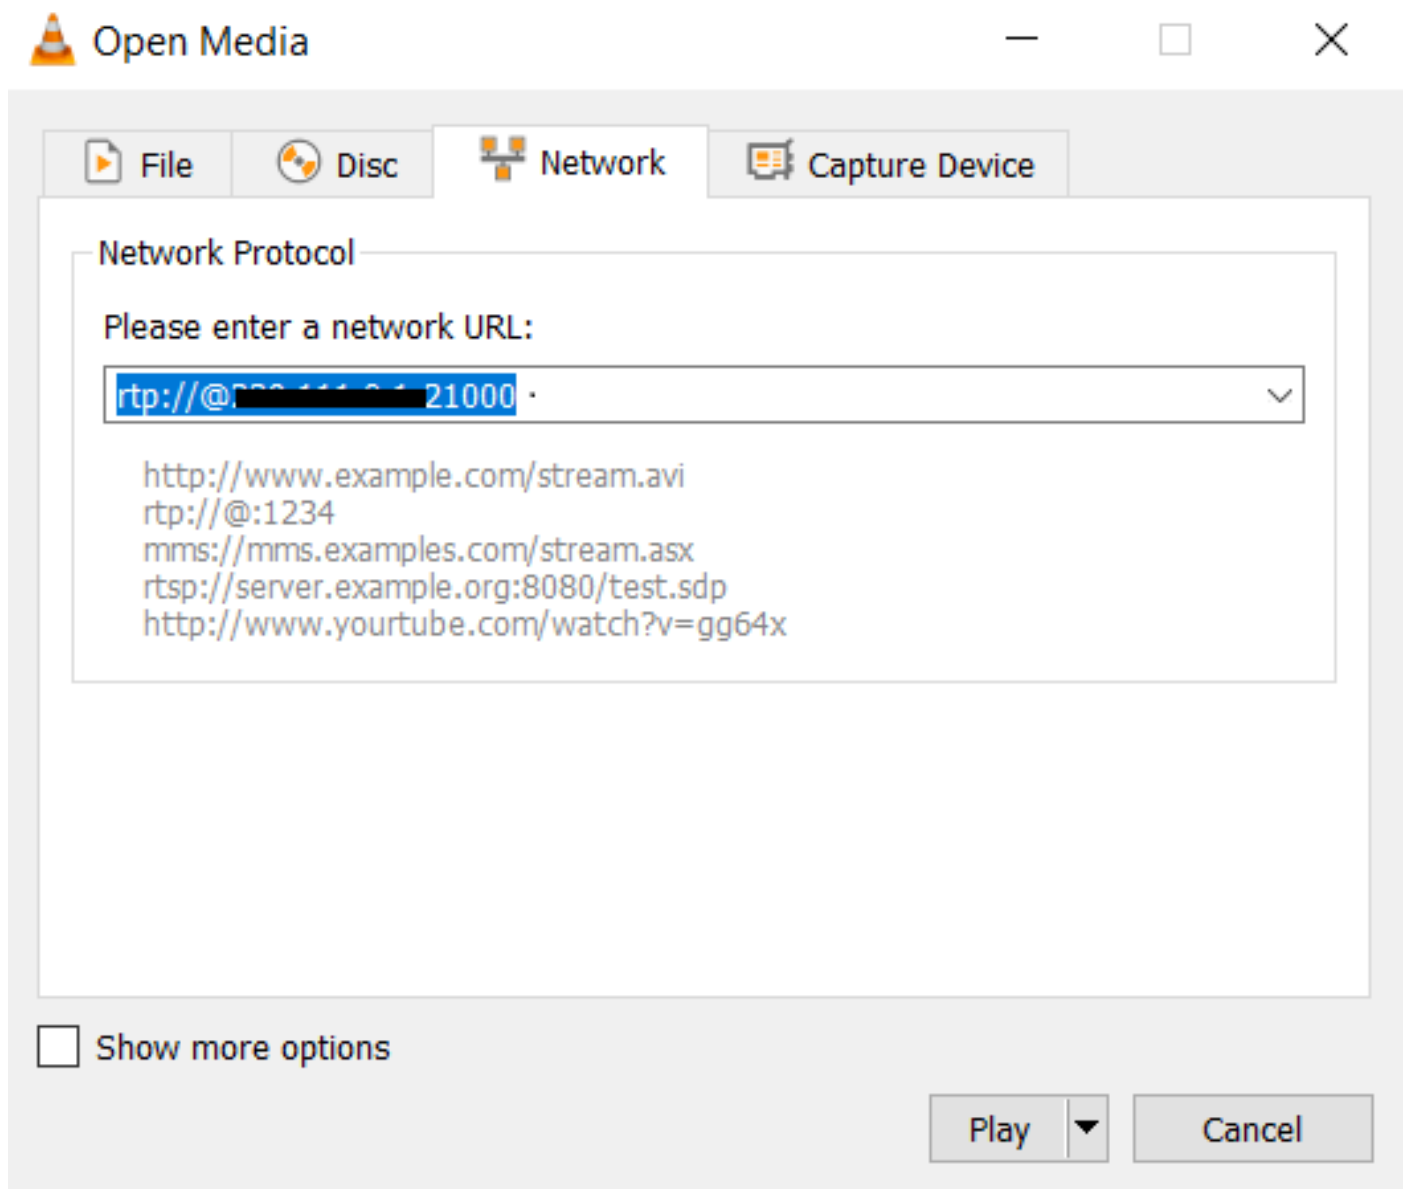 Open Media
File Disc Network Capture Device
Network Protocol
Please enter a network URL:
rtp://@ 21000
http://www.example.com/stream.avi
rtp://@:1234
mms://mms.examples.com/stream.asx
rtsp://server.example.org:8080/test.sdp
http://www.yourtube.com/watch?v=gg64x
Show more options
Play Cancel